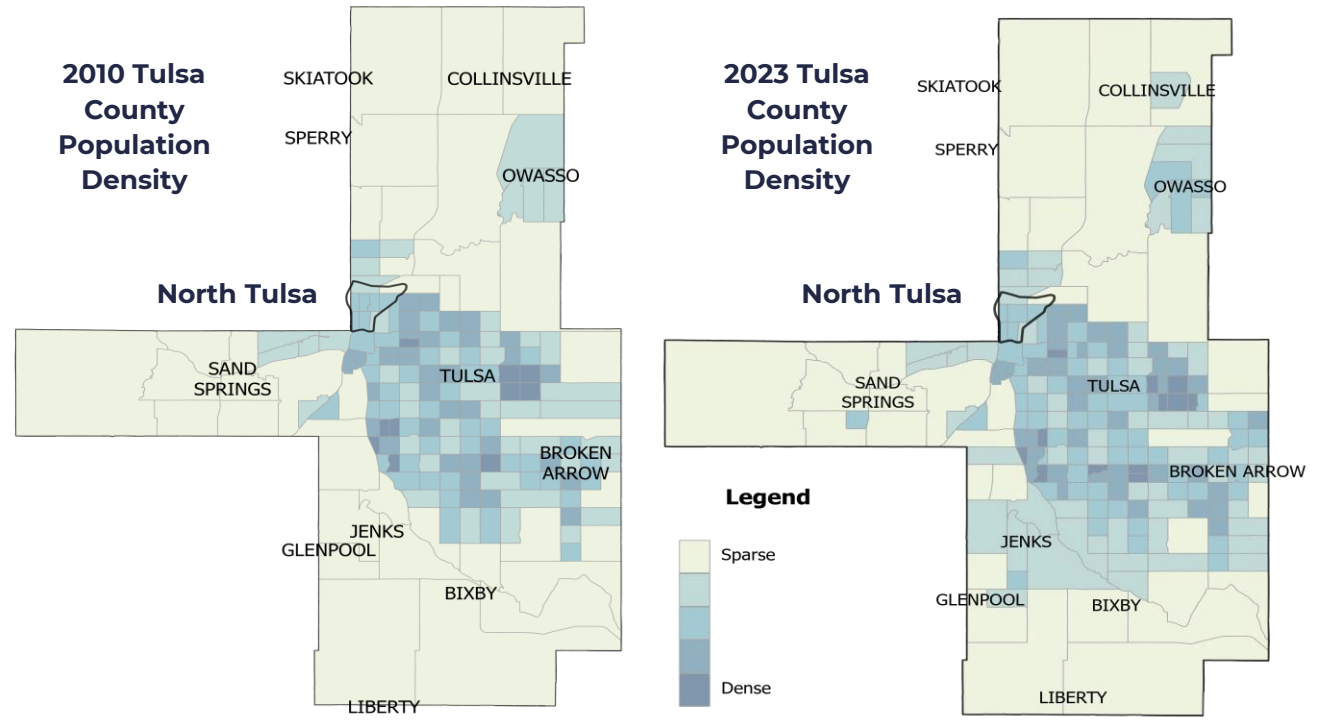 2010 Tulsa
County
Population
Density
SKIATOOK
COLLINSVILLE
SPERRY
OWASSO
North Tulsa
SAND
SPRINGS
TULSA
BROKEN
ARROW
JENKS
GLENPOOL
BIXBY
LIBERTY
2023 Tulsa
County
Population
Density
SKIATOOK
COLLINSVILLE
SPERRY
OWASSO
North Tulsa
SAND
SPRINGS
TULSA
BROKEN ARROW
JENKS
GLENPOOL
BIXBY
LIBERTY
Legend
Sparse
Dense